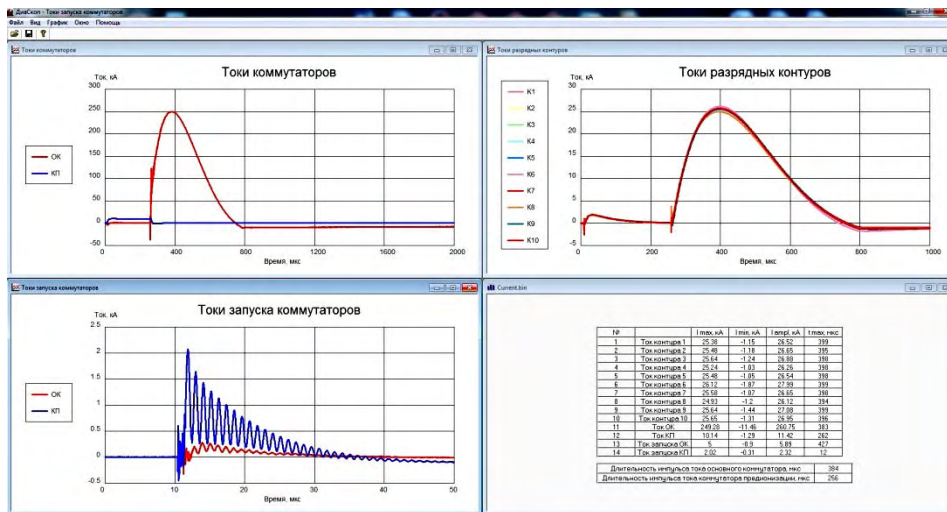 ДиаСкоп - Токи запуска коммутаторов
Файл Вид График Окно Помощь
Токи коммутаторов
Токи коммутаторов
Ток, кА
300
250
200
150
100
50
0
-50
0 400 800 1200 1600 2000
Время, мкс
ОК
КП
Токи разрядных контуров
Токи разрядных контуров
Ток, кА
30
25
20
15
10
5
0
-5
0 200 400 600 800 1000
Время, мкс
К1
К2
К3
К4
К5
К6
К7
К8
К9
К10
Токи запуска коммутаторов
Токи запуска коммутаторов
Ток, кА
2.5
2
1.5
1
0.5
0
-0.5
0 10 20 30 40 50
Время, мкс
ОК
КП
Current.bin
№ I max, кА I min, кА I ampl, кА t max, мкс
1 Ток контура 1 25.38 -1.15 26.52 399
2 Ток контура 2 25.48 -1.18 26.65 395
3 Ток контура 3 25.64 -1.24 26.88 398
4 Ток контура 4 25.24 -1.03 26.26 398
5 Ток контура 5 25.48 -1.05 26.54 398
6 Ток контура 6 26.12 -1.87 27.99 399
7 Ток контура 7 25.58 -1.07 26.65 398
8 Ток контура 8 24.93 -1.2 26.12 394
9 Ток контура 9 25.64 -1.44 27.08 399
10 Ток контура 10 25.65 -1.31 26.95 396
11 Ток ОК 249.28 -11.46 260.75 383
12 Ток КП 10.14 -1.29 11.42 262
13 Ток запуска ОК 5 -0.9 5.89 427
14 Ток запуска КП 2.02 -0.31 2.32 12
Длительность импульса тока основного коммутатора, мкс 384
Длительность импульса тока коммутатора предионизации, мкс 256